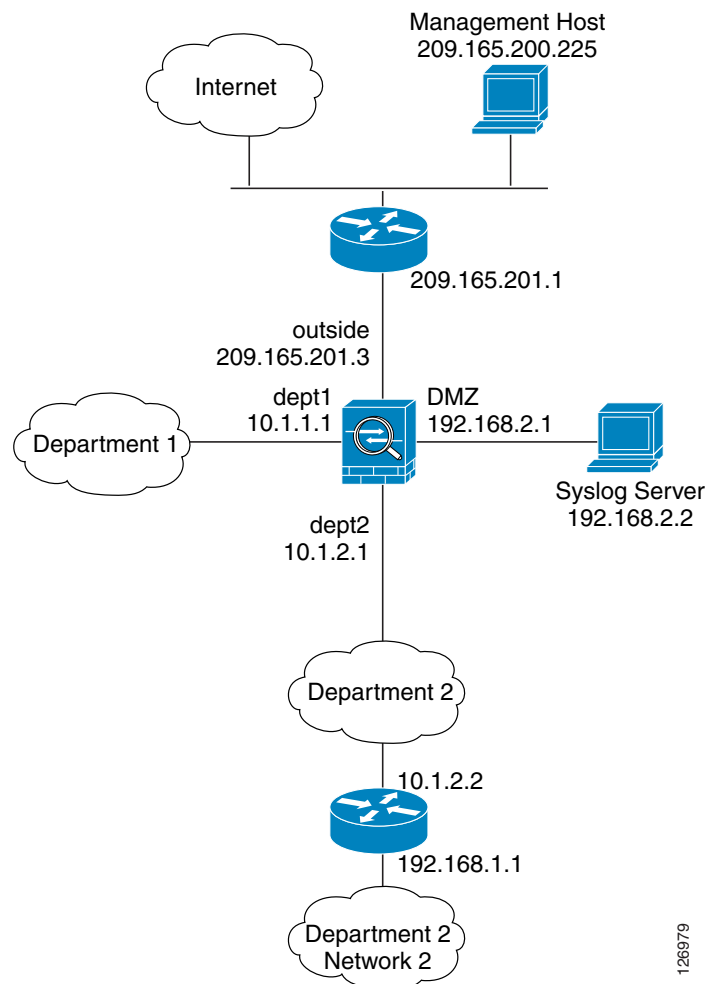 Management Host
209.165.200.225
Internet
209.165.201.1
outside
209.165.201.3
dept1
10.1.1.1
DMZ
192.168.2.1
Department 1
Syslog Server
192.168.2.2
dept2
10.1.2.1
Department 2
10.1.2.2
192.168.1.1
Department 2
Network 2
126979